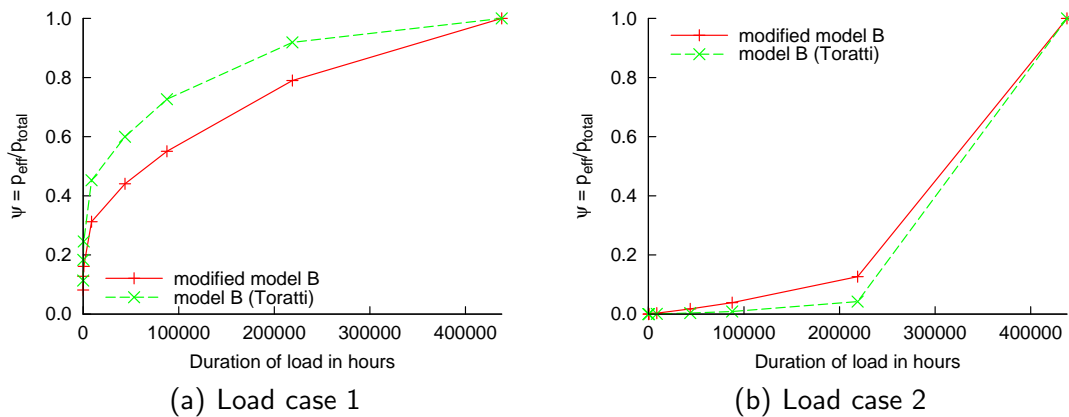 1.0
0.8
0.6
0.4
0.2
0.0
ψ = p_eff/p_total
modified model B
model B (Toratti)
0 100000 200000 300000 400000
Duration of load in hours
(a) Load case 1
1.0
0.8
0.6
0.4
0.2
0.0
ψ = p_eff/p_total
modified model B
model B (Toratti)
0 100000 200000 300000 400000
Duration of load in hours
(b) Load case 2